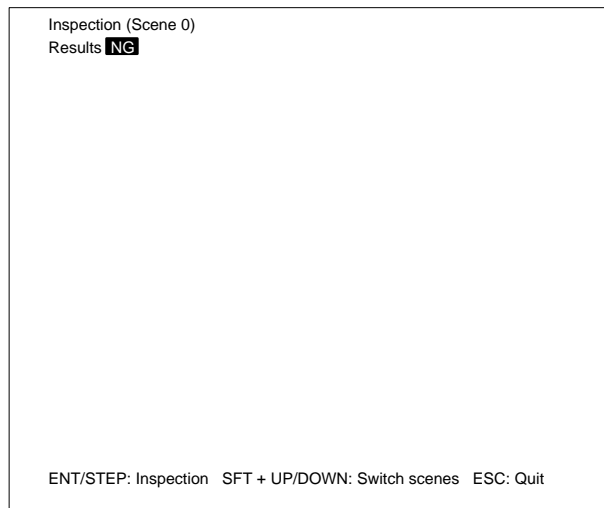 Inspection (Scene 0)
Results NG
ENT/STEP: Inspection SFT + UP/DOWN: Switch scenes ESC: Quit